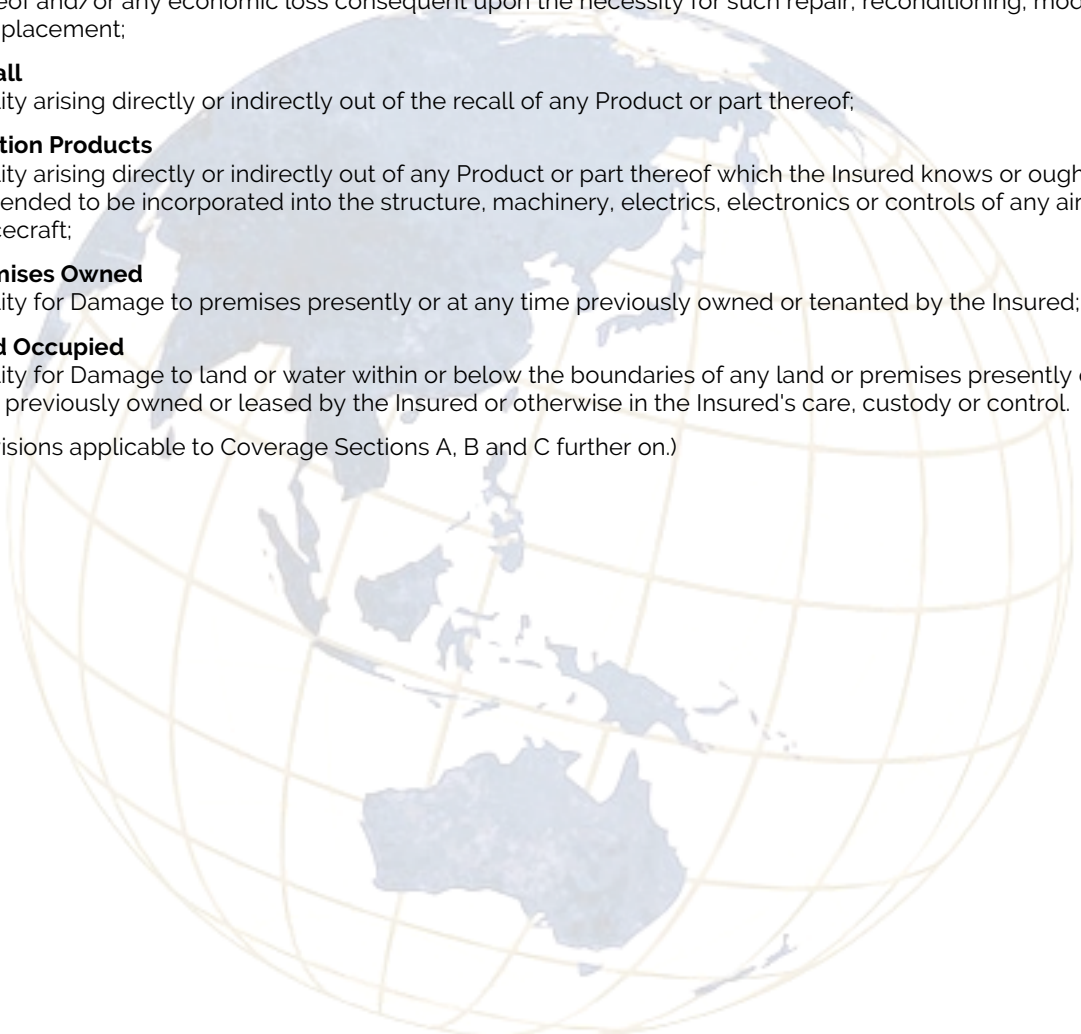 eof and/or any economic loss consequent upon the necessity for such repair, reconditioning, mod
placement;
all
ity arising directly or indirectly out of the recall of any Product or part thereof;
tion Products
ity arising directly or indirectly out of any Product or part thereof which the Insured knows or ough
ended to be incorporated into the structure, machinery, electrics, electronics or controls of any air
ecraft;
mises Owned
ity for Damage to premises presently or at any time previously owned or tenanted by the Insured;
d Occupied
ity for Damage to land or water within or below the boundaries of any land or premises presently
previously owned or leased by the Insured or otherwise in the Insured's care, custody or control.
isions applicable to Coverage Sections A, B and C further on.)